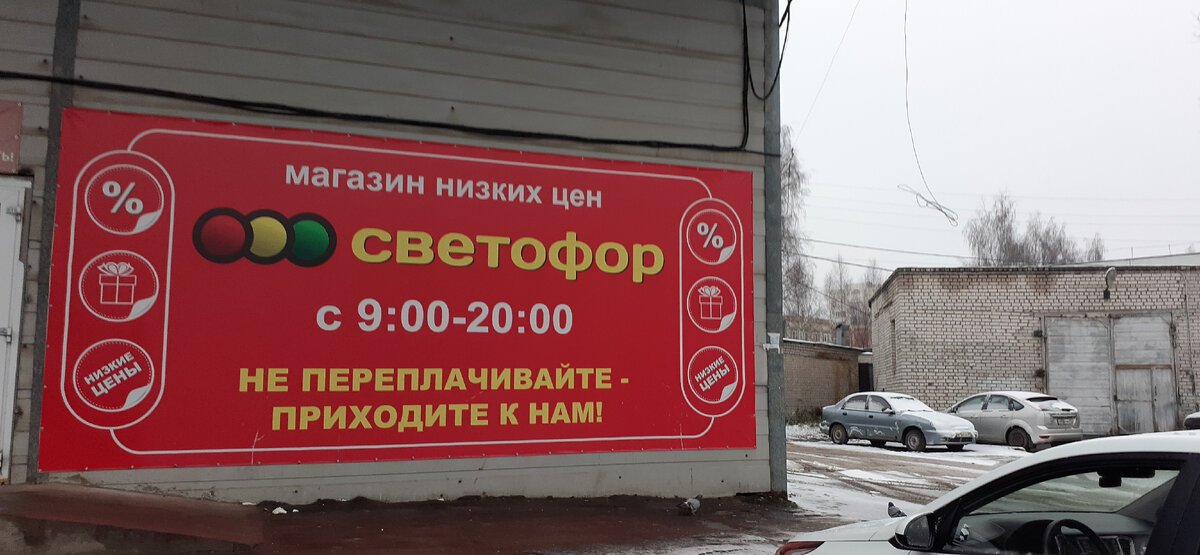 магазин низких цен
светофор
с 9:00-20:00
НЕ ПЕРЕПЛАЧИВАЙТЕ -
ПРИХОДИТЕ К НАМ!
%
НИЗКИЕ
ЦЕНЫ
%
НИЗКИЕ
ЦЕНЫ